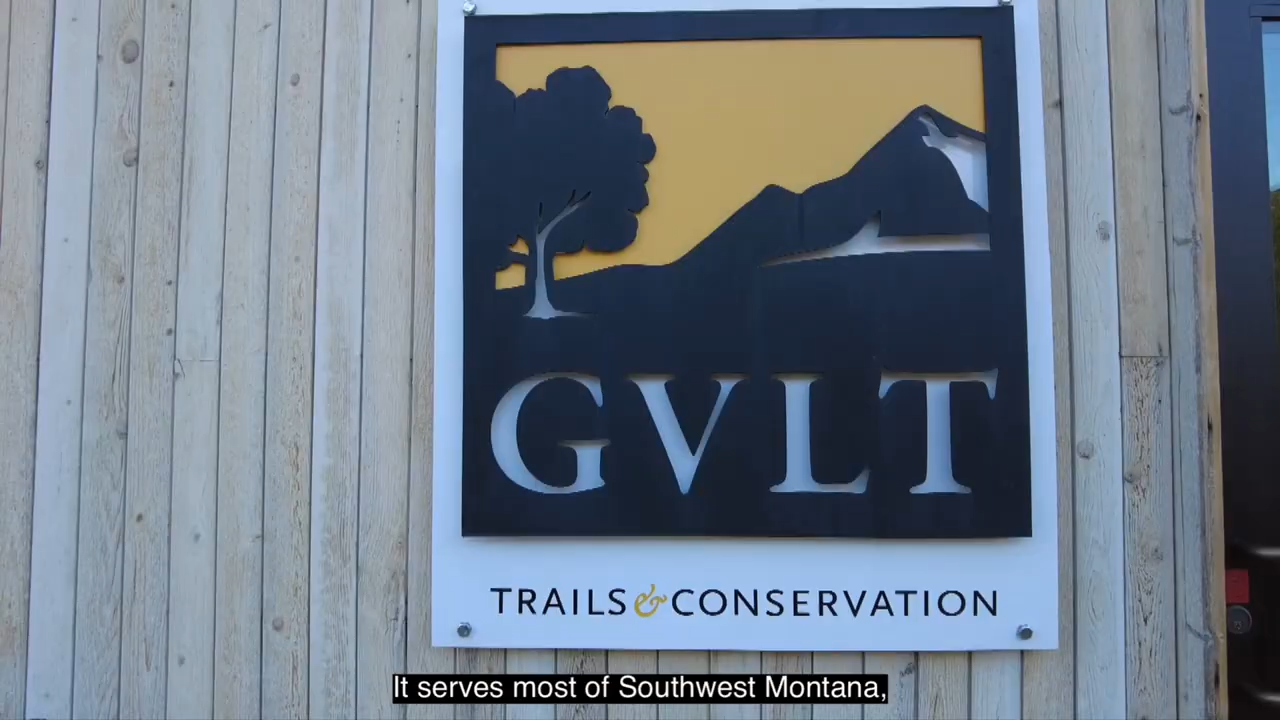 GVLT
TRAILS & CONSERVATION
It serves most of Southwest Montana,